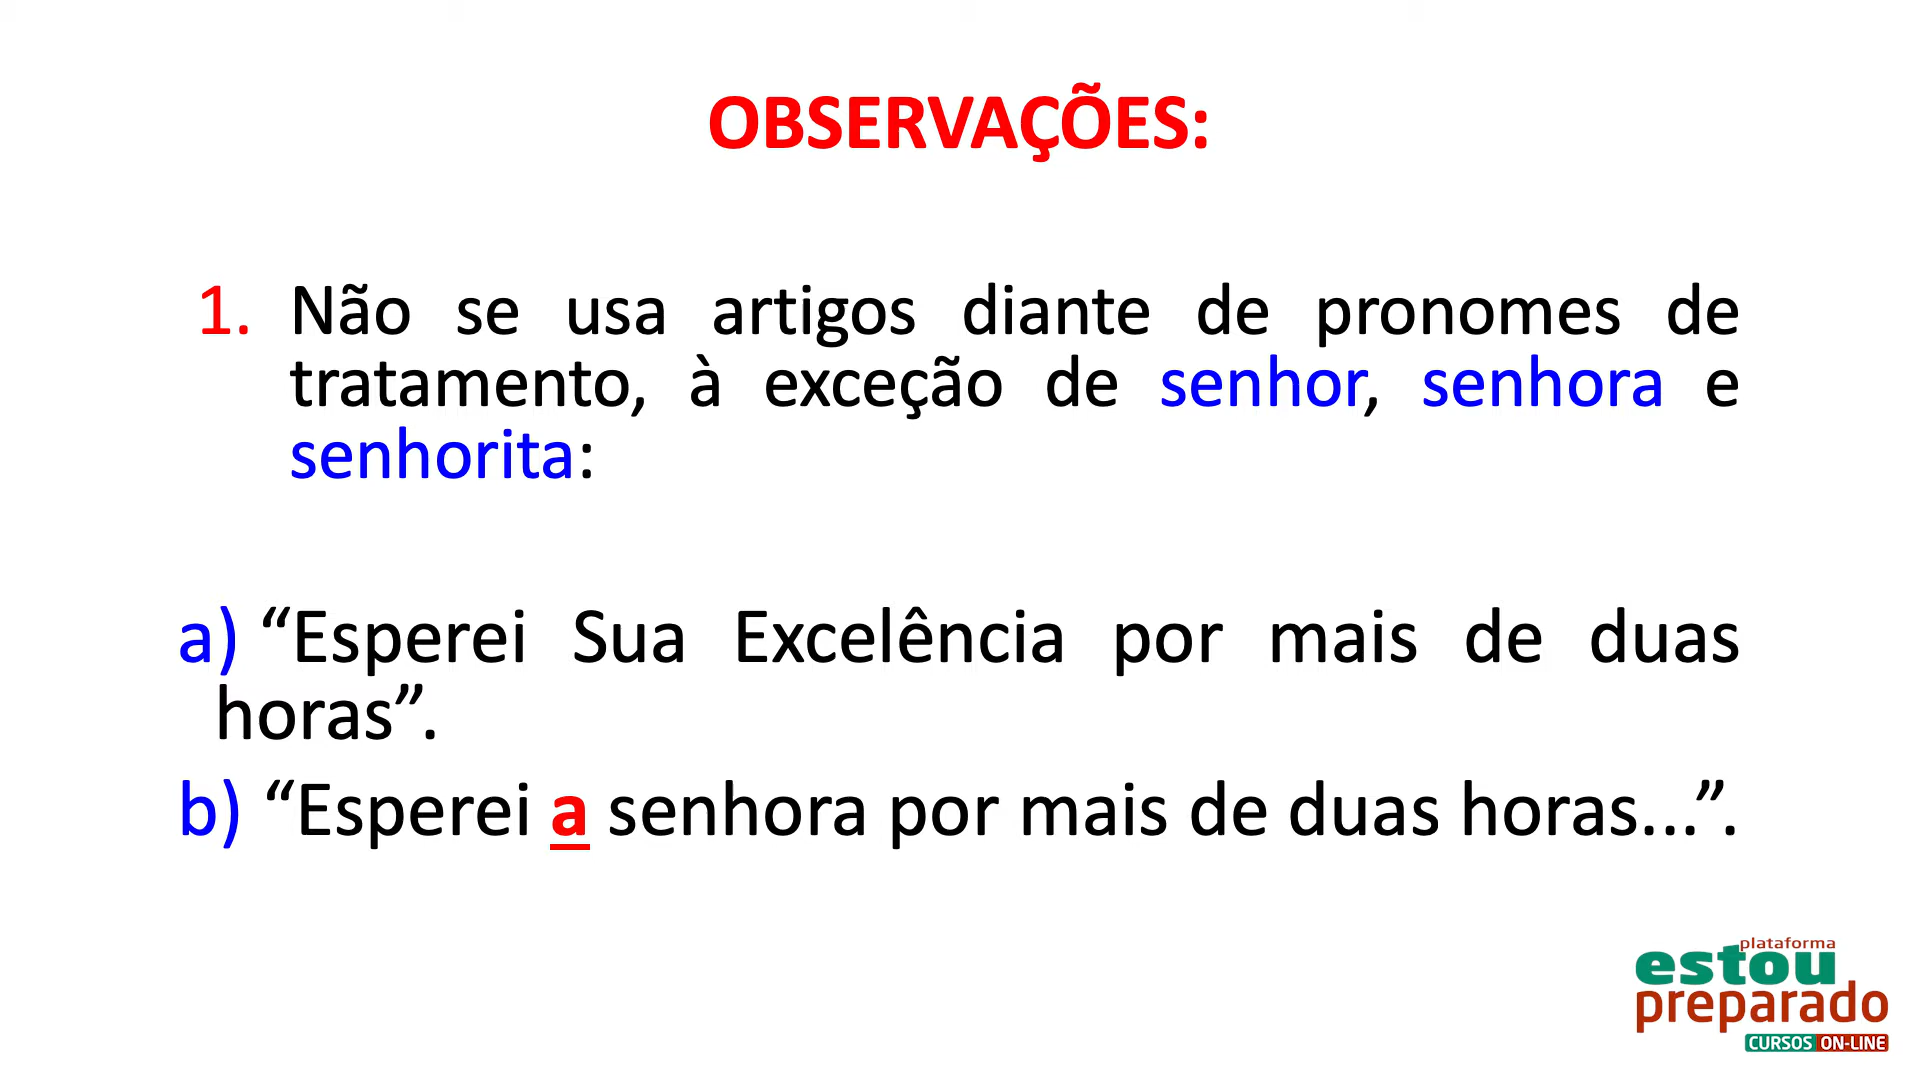 OBSERVAÇÕES:
1. Não se usa artigos diante de pronomes de
tratamento, à exceção de senhor, senhora e
senhorita:
a) “Esperei Sua Excelência por mais de duas
horas”.
b) “Esperei a senhora por mais de duas horas...”.
plataforma
estou
preparado
CURSOS ON-LINE